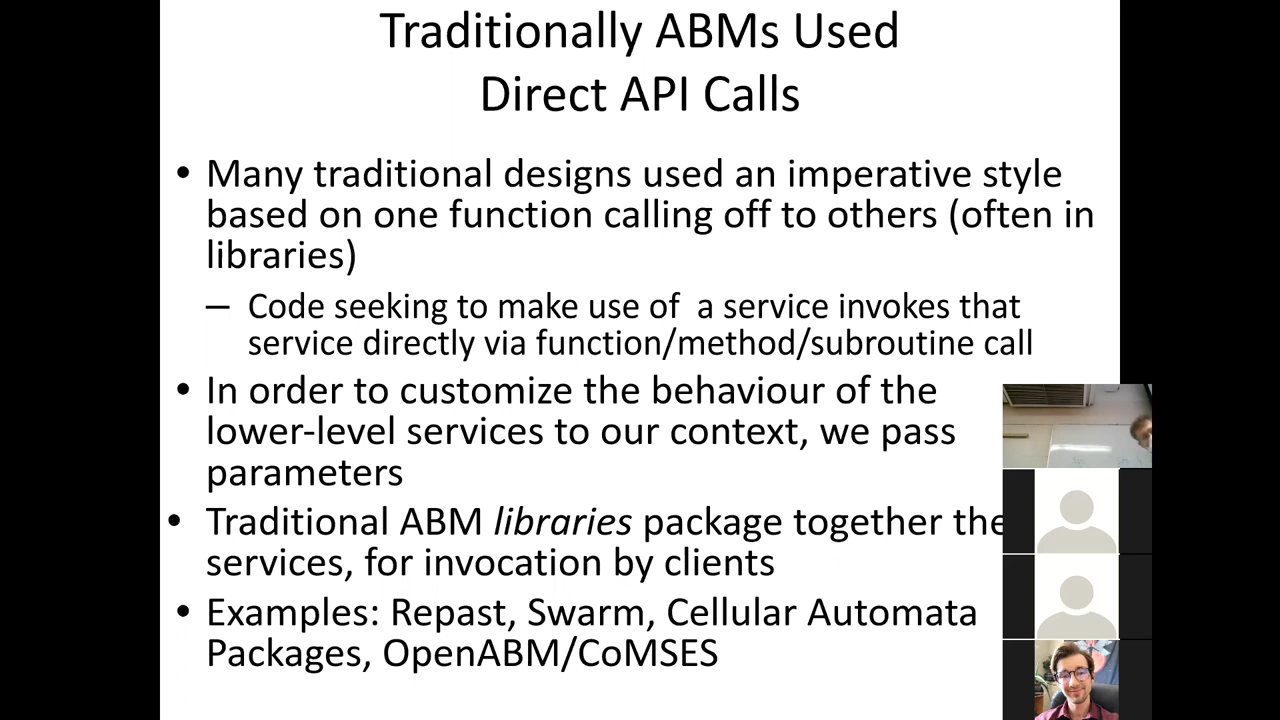 Traditionally ABMs Used
Direct API Calls
• Many traditional designs used an imperative style
based on one function calling off to others (often in
libraries)
– Code seeking to make use of  a service invokes that
service directly via function/method/subroutine call
• In order to customize the behaviour of the
lower-level services to our context, we pass
parameters
• Traditional ABM libraries package together the
services, for invocation by clients
• Examples: Repast, Swarm, Cellular Automata
Packages, OpenABM/CoMSES